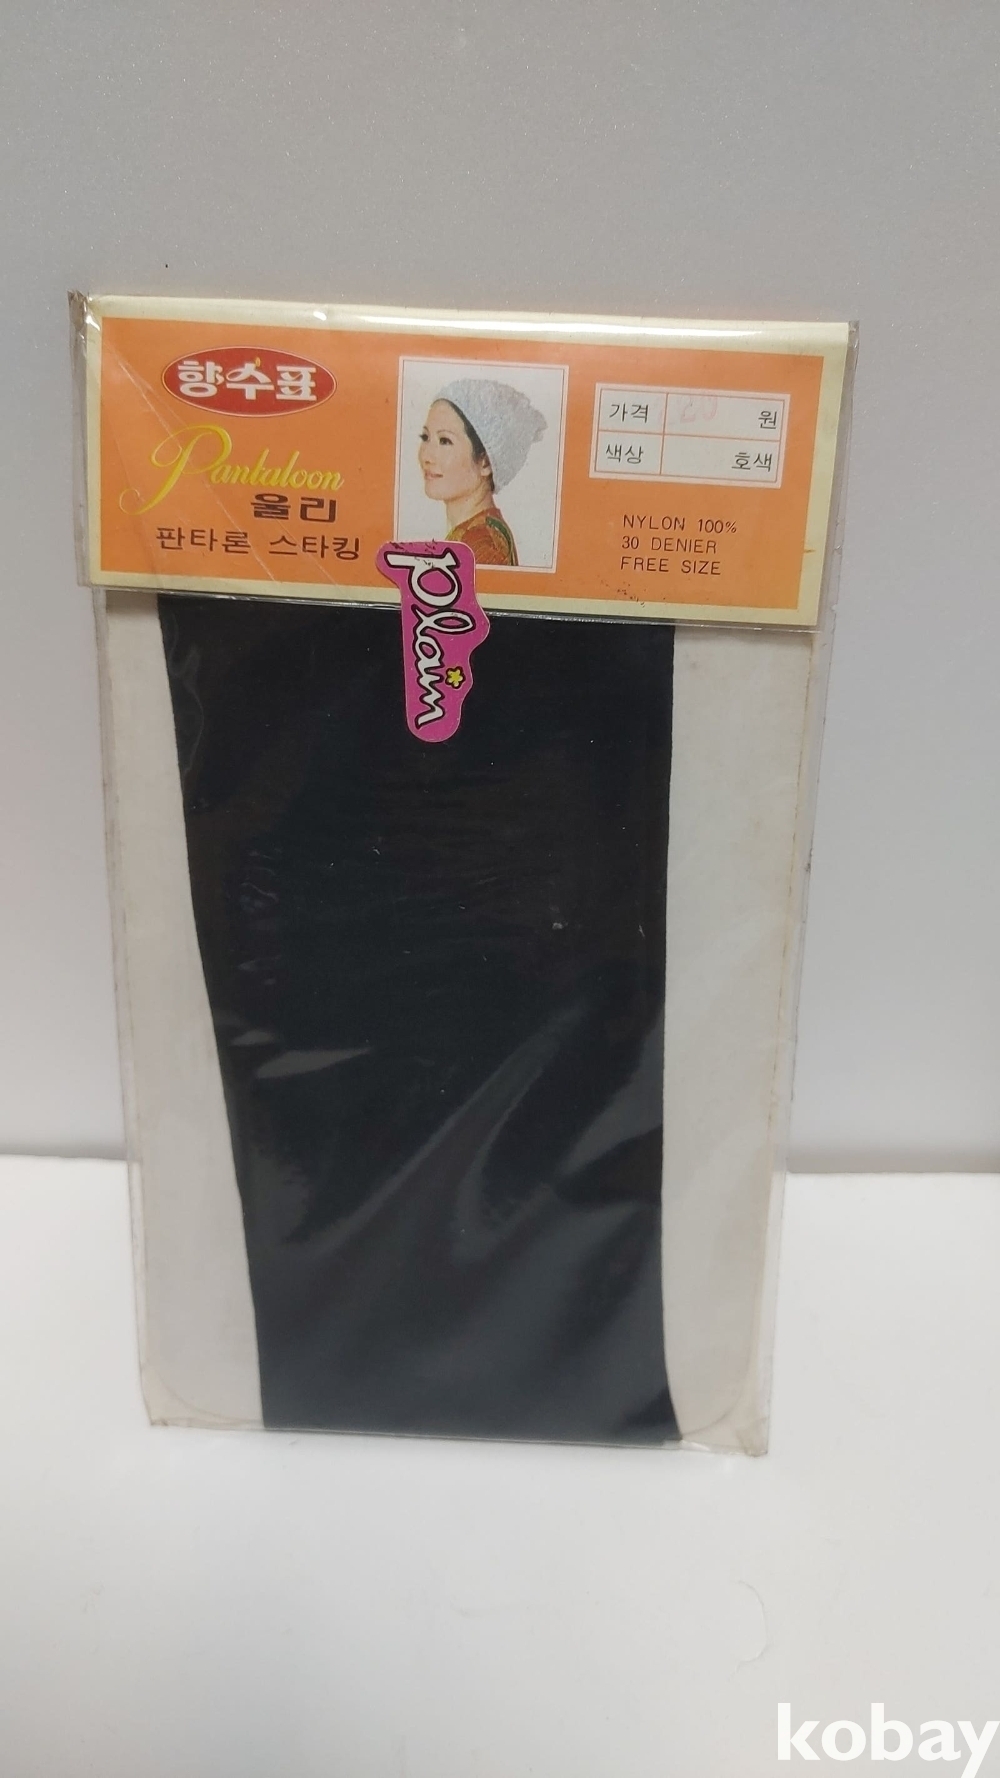 향수표
Pantaloon
울리
판타론 스타킹
가격 원
색상 호색
NYLON 100%
30 DENIER
FREE SIZE
Plain
kobay